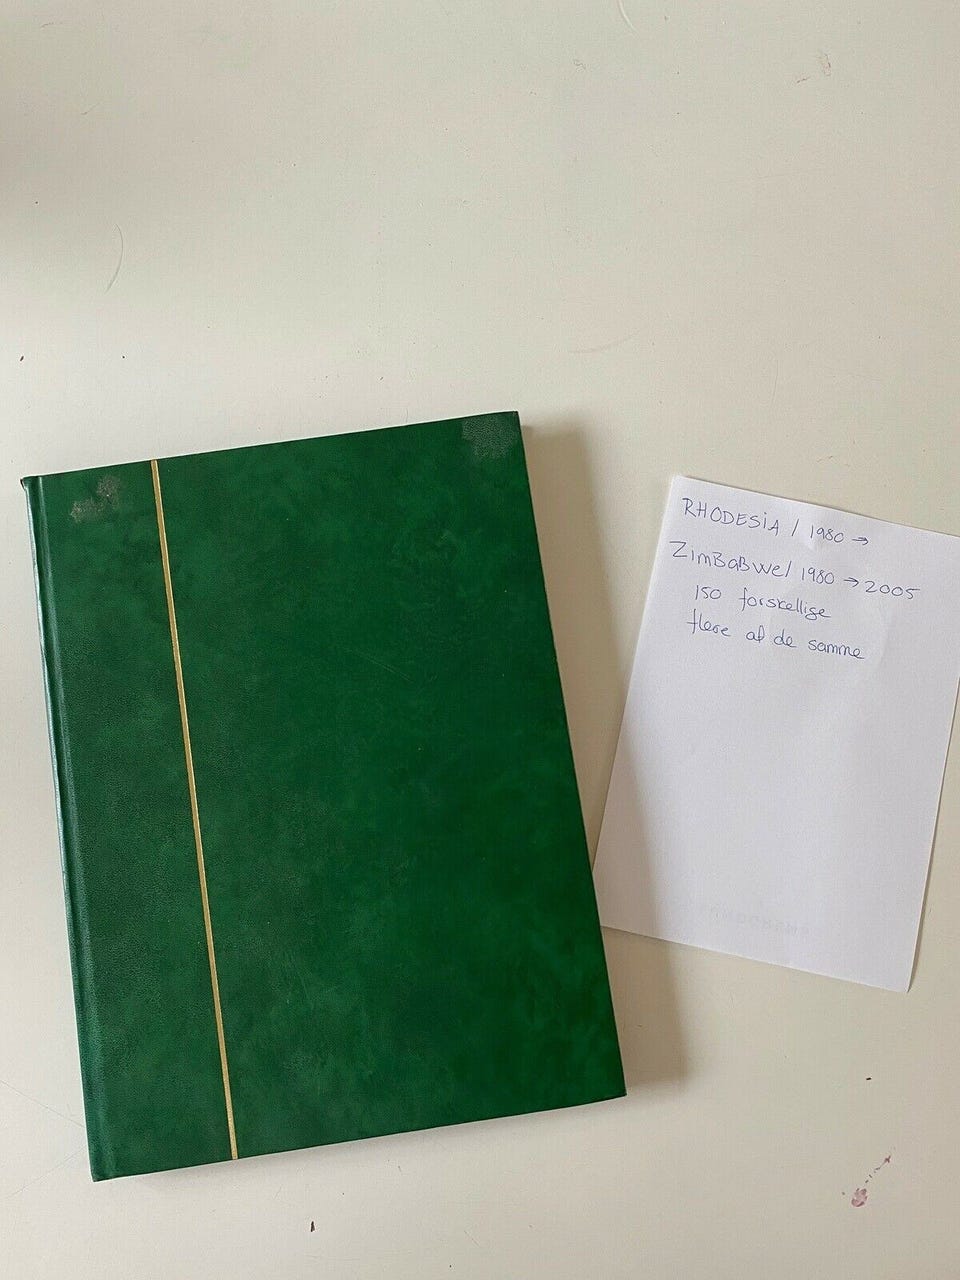 RHODESiA / 1980 →
ZimBaBwe / 1980 → 2005
150 forskellige
flere af de samme